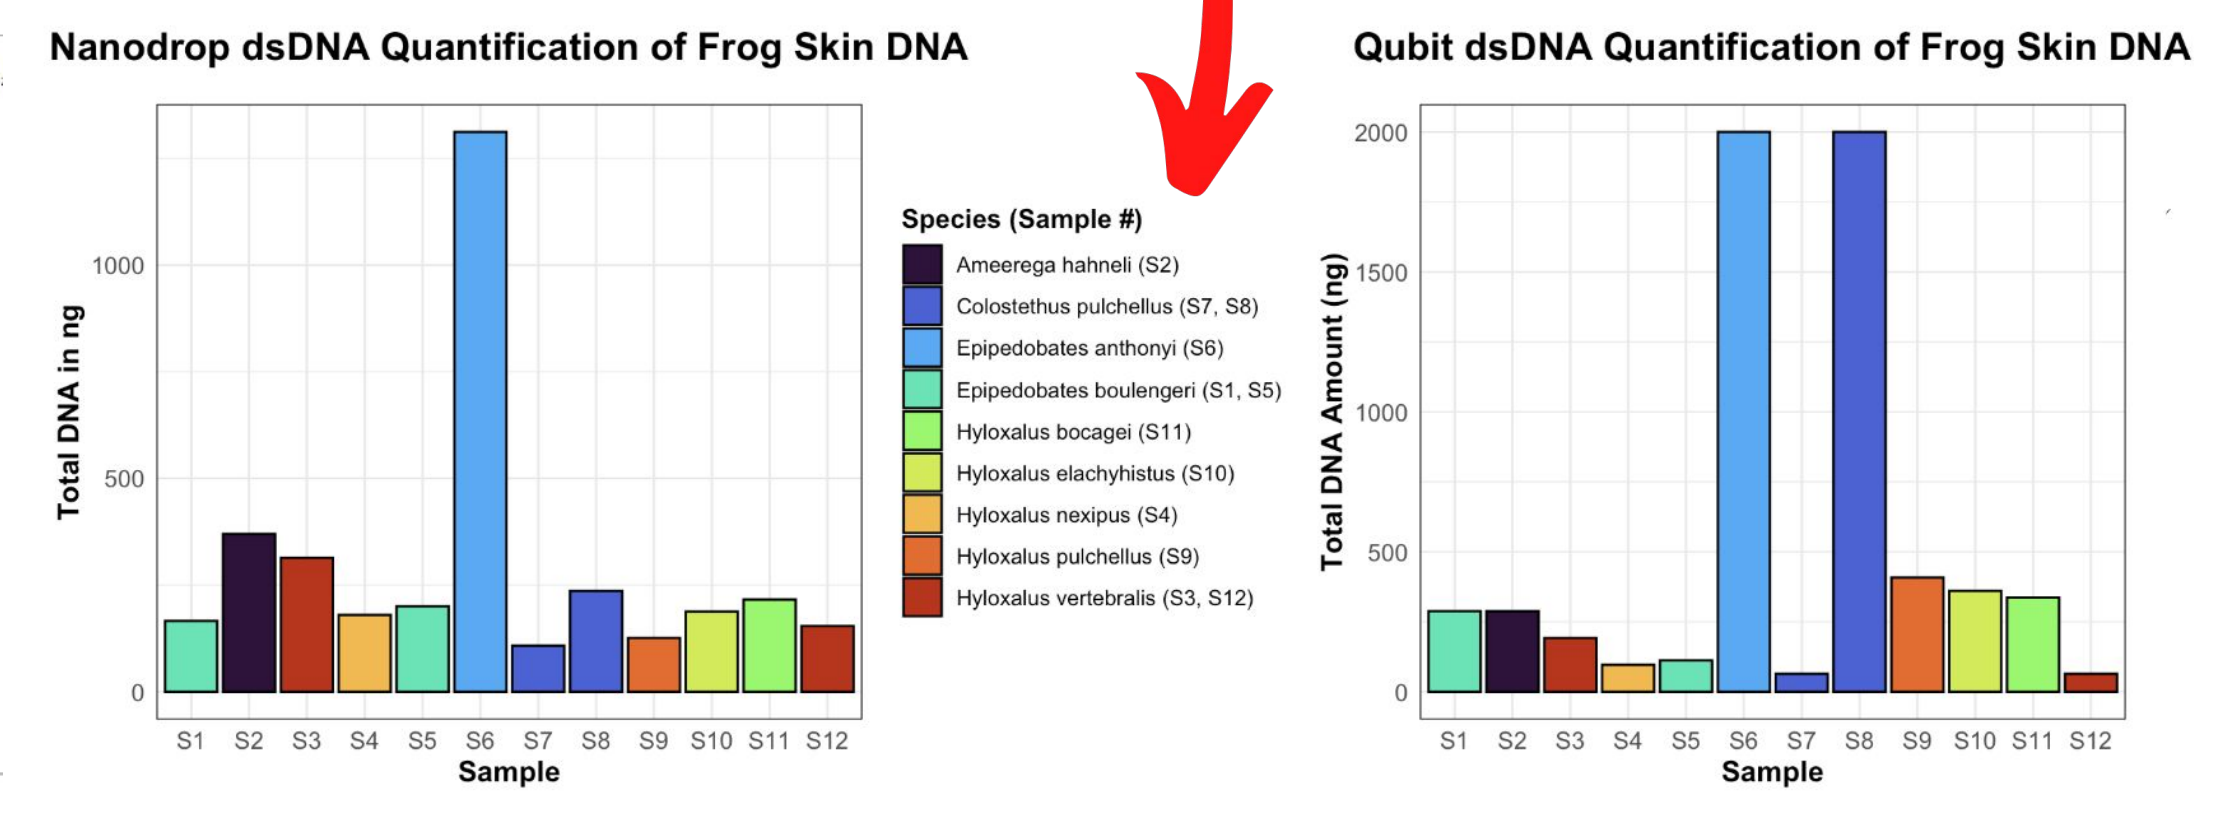 Nanodrop dsDNA Quantification of Frog Skin DNA
Total DNA in ng
1000
500
0
S1 S2 S3 S4 S5 S6 S7 S8 S9 S10 S11 S12
Sample
Species (Sample #)
Ameerega hahneli (S2)
Colostethus pulchellus (S7, S8)
Epipedobates anthonyi (S6)
Epipedobates boulengeri (S1, S5)
Hyloxalus bocagei (S11)
Hyloxalus elachyhistus (S10)
Hyloxalus nexipus (S4)
Hyloxalus pulchellus (S9)
Hyloxalus vertebralis (S3, S12)
Qubit dsDNA Quantification of Frog Skin DNA
Total DNA Amount (ng)
2000
1500
1000
500
0
S1 S2 S3 S4 S5 S6 S7 S8 S9 S10 S11 S12
Sample